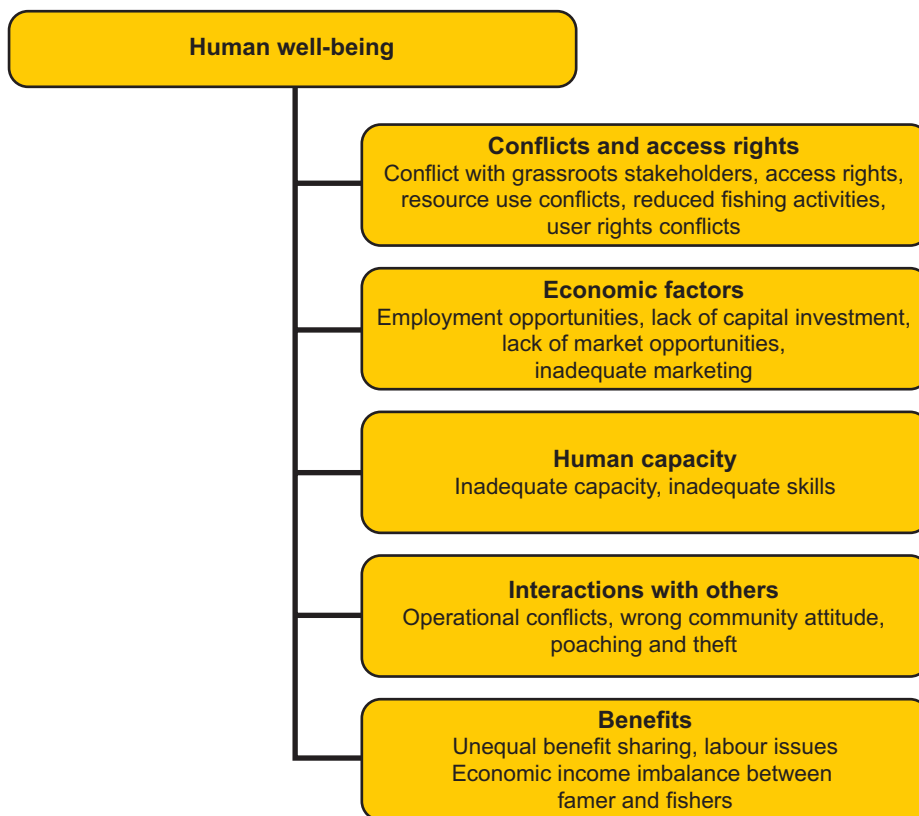 Human well-being
Conflicts and access rights
Conflict with grassroots stakeholders, access rights,
resource use conflicts, reduced fishing activities,
user rights conflicts
Economic factors
Employment opportunities, lack of capital investment,
lack of market opportunities,
inadequate marketing
Human capacity
Inadequate capacity, inadequate skills
Interactions with others
Operational conflicts, wrong community attitude,
poaching and theft
Benefits
Unequal benefit sharing, labour issues
Economic income imbalance between
famer and fishers